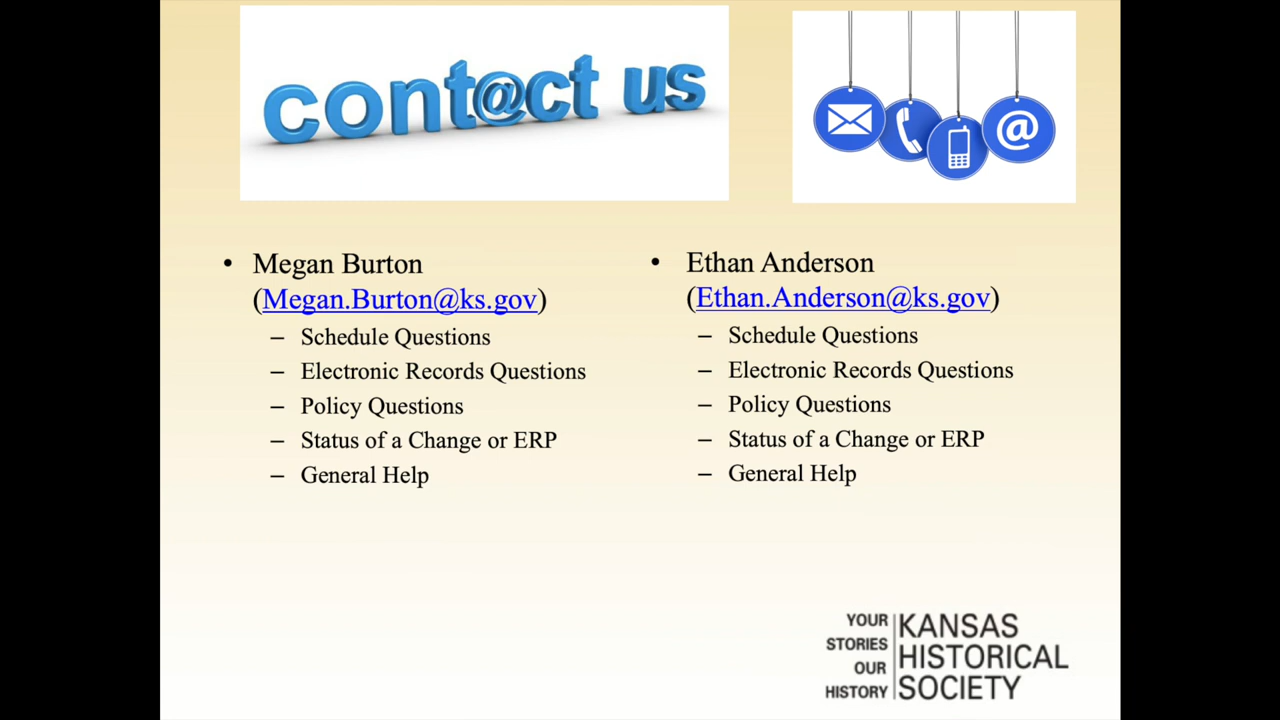 cont@ct us
@
• Megan Burton
(Megan.Burton@ks.gov)
– Schedule Questions
– Electronic Records Questions
– Policy Questions
– Status of a Change or ERP
– General Help
• Ethan Anderson
(Ethan.Anderson@ks.gov)
– Schedule Questions
– Electronic Records Questions
– Policy Questions
– Status of a Change or ERP
– General Help
YOUR
STORIES
OUR
HISTORY
KANSAS
HISTORICAL
SOCIETY